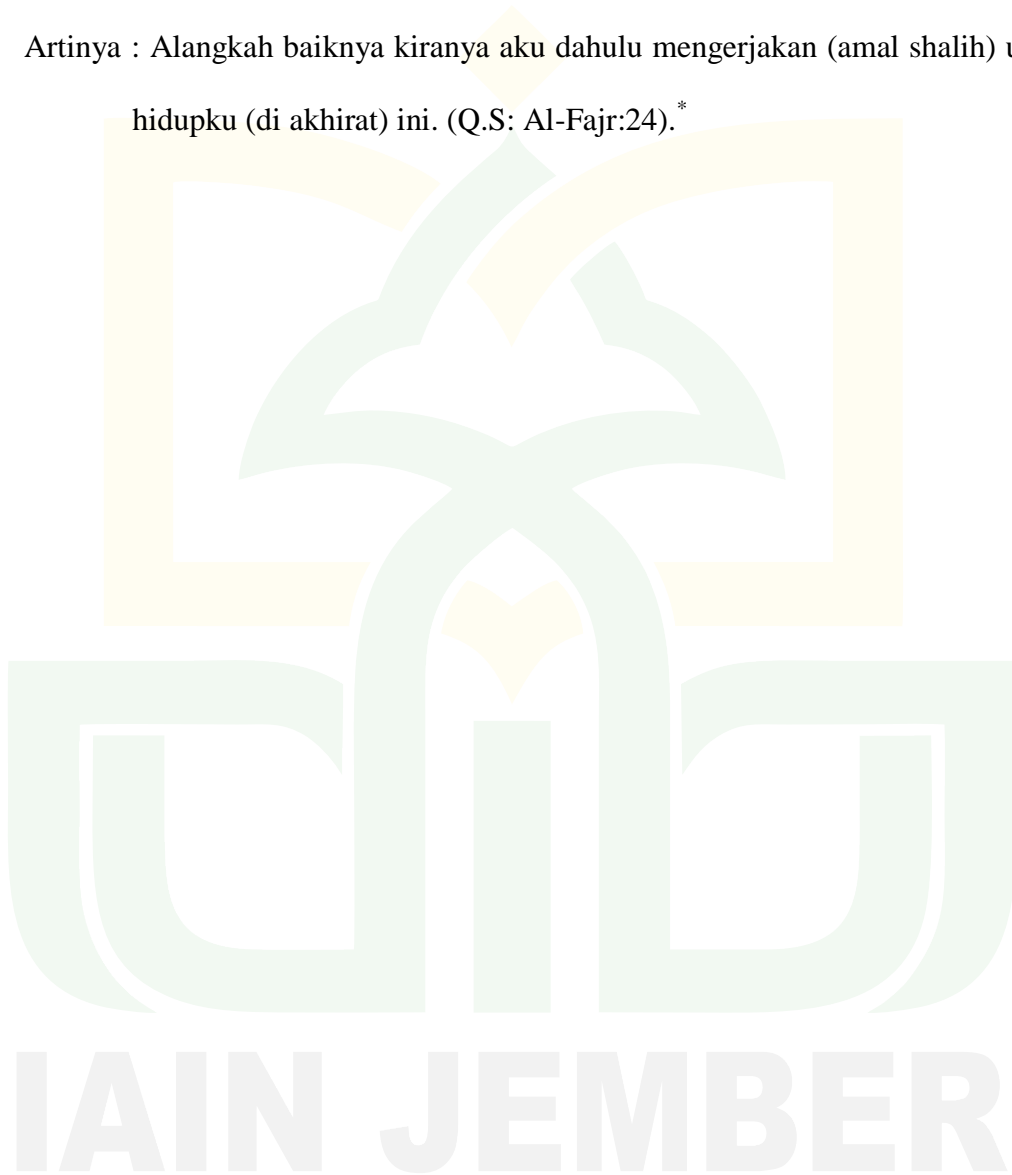 Artinya : Alangkah baiknya kiranya aku dahulu mengerjakan (amal shalih)
hidupku (di akhirat) ini. (Q.S: Al-Fajr:24).*
IAIN JEMBER